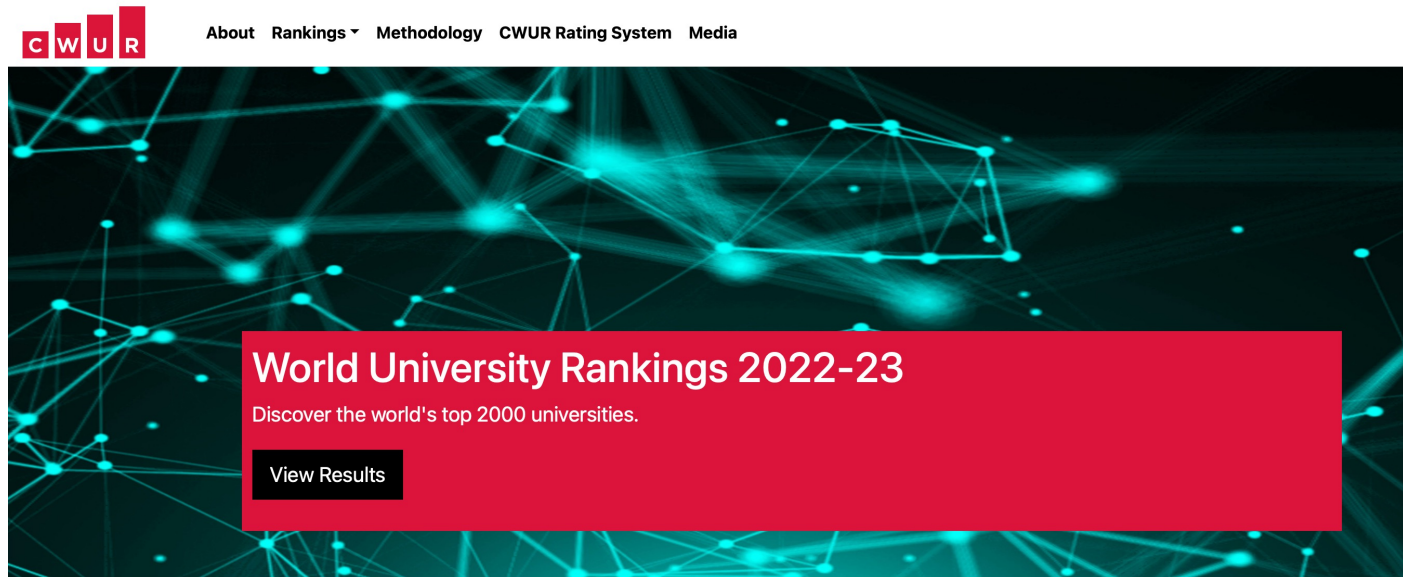 CWUR
About Rankings Methodology CWUR Rating System Media
World University Rankings 2022-23
Discover the world's top 2000 universities.
View Results